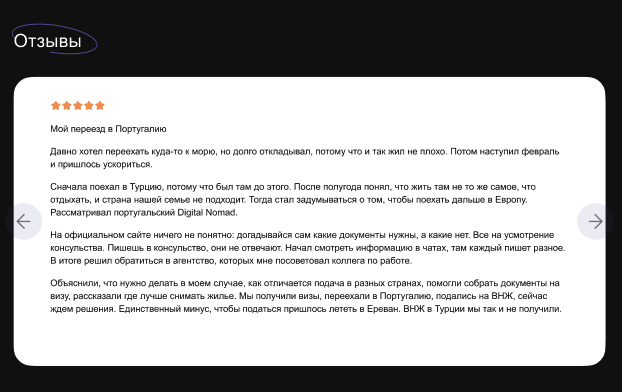 Отзывы
Мой переезд в Португалию
Давно хотел переехать куда-то к морю, но долго откладывал, потому что и так жил не плохо. Потом наступил февраль
и пришлось ускориться.
Сначала поехал в Турцию, потому что был там до этого. После полугода понял, что жить там не то же самое, что
отдыхать, и страна нашей семье не подходит. Тогда стал задумываться о том, чтобы поехать дальше в Европу.
Рассматривал португальский Digital Nomad.
На официальном сайте ничего не понятно: догадывайся сам какие документы нужны, а какие нет. Все на усмотрение
консульства. Пишешь в консульство, они не отвечают. Начал смотреть информацию в чатах, там каждый пишет разное.
В итоге решил обратиться в агентство, которых мне посоветовал коллега по работе.
Объяснили, что нужно делать в моем случае, как отличается подача в разных странах, помогли собрать документы на
визу, рассказали где лучше снимать жилье. Мы получили визы, переехали в Португалию, подались на ВНЖ, сейчас
ждем решения. Единственный минус, чтобы податься пришлось лететь в Ереван. ВНЖ в Турции мы так и не получили.